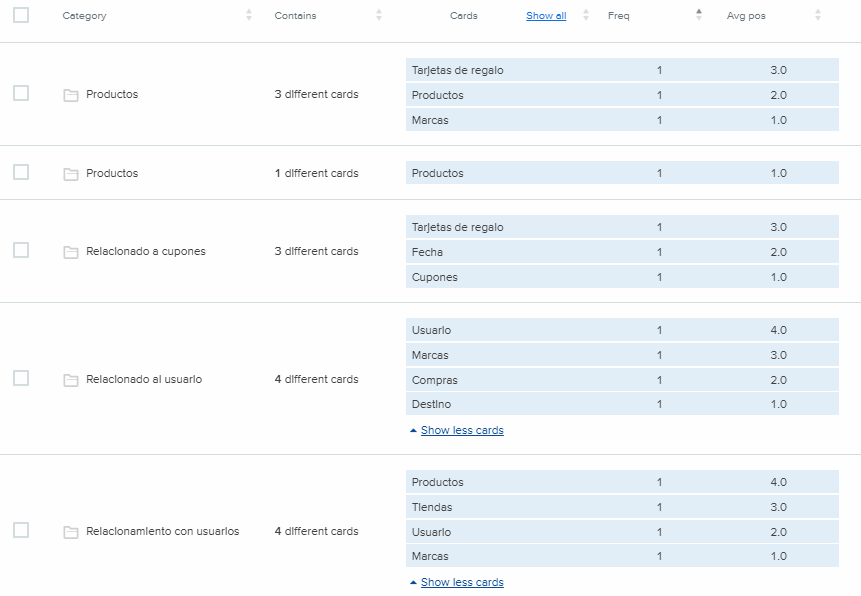 Category Contains Cards Show all Freq Avg pos
Tarjetas de regalo 1 3.0
Productos 3 different cards Productos 1 2.0
Marcas 1 1.0
Productos 1 different cards Productos 1 1.0
Tarjetas de regalo 1 3.0
Relacionado a cupones 3 different cards Fecha 1 2.0
Cupones 1 1.0
Usuario 1 4.0
Marcas 1 3.0
Relacionado al usuario 4 different cards Compras 1 2.0
Destino 1 1.0
Show less cards
Productos 1 4.0
Tiendas 1 3.0
Relacionamiento con usuarios 4 different cards Usuario 1 2.0
Marcas 1 1.0
Show less cards